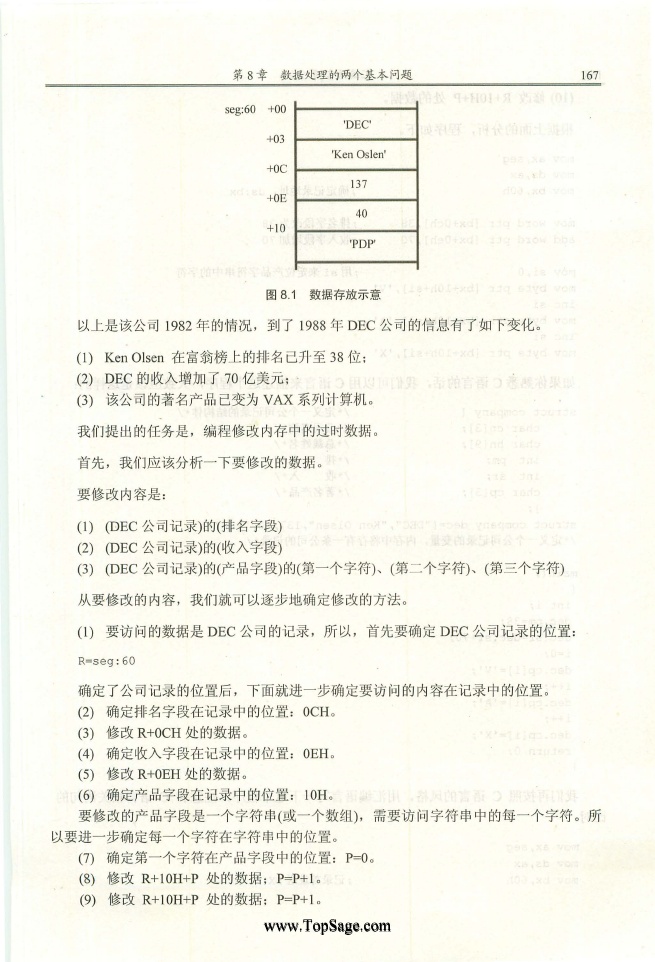 第 8 章　数据处理的两个基本问题 167
seg:60 +00
'DEC'
+03
'Ken Oslen'
+0C
137
+0E
40
+10
'PDP'
图 8.1　数据存放示意
以上是该公司 1982 年的情况，到了 1988 年 DEC 公司的信息有了如下变化。
(1) Ken Olsen 在富翁榜上的排名已升至 38 位；
(2) DEC 的收入增加了 70 亿美元；
(3) 该公司的著名产品已变为 VAX 系列计算机。
我们提出的任务是，编程修改内存中的过时数据。
首先，我们应该分析一下要修改的数据。
要修改内容是：
(1) (DEC 公司记录)的(排名字段)
(2) (DEC 公司记录)的(收入字段)
(3) (DEC 公司记录)的(产品字段)的(第一个字符)、(第二个字符)、(第三个字符)
从要修改的内容，我们就可以逐步地确定修改的方法。
(1) 要访问的数据是 DEC 公司的记录，所以，首先要确定 DEC 公司记录的位置：
R=seg:60
确定了公司记录的位置后，下面就进一步确定要访问的内容在记录中的位置。
(2) 确定排名字段在记录中的位置：0CH。
(3) 修改 R+0CH 处的数据。
(4) 确定收入字段在记录中的位置：0EH。
(5) 修改 R+0EH 处的数据。
(6) 确定产品字段在记录中的位置：10H。
要修改的产品字段是一个字符串(或一个数组)，需要访问字符串中的每一个字符。所
以要进一步确定每一个字符在字符串中的位置。
(7) 确定第一个字符在产品字段中的位置：P=0。
(8) 修改 R+10H+P 处的数据；P=P+1。
(9) 修改 R+10H+P 处的数据；P=P+1。
www.TopSage.com